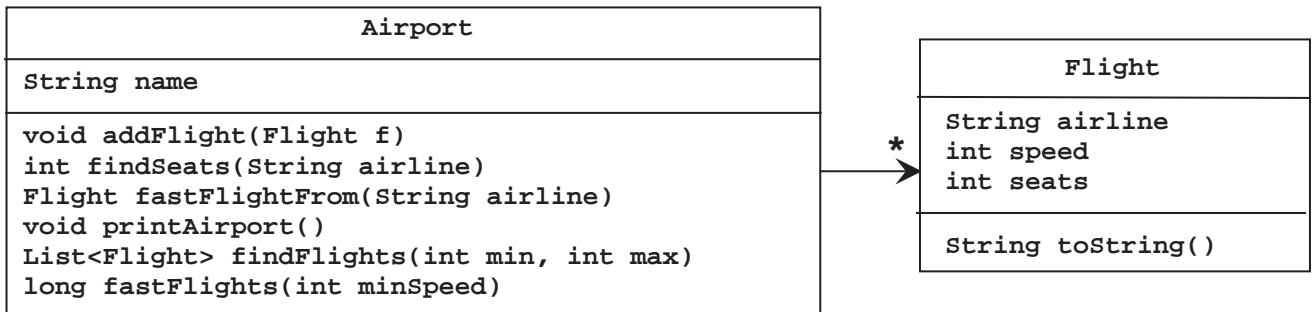 Airport
String name
void addFlight(Flight f)
int findSeats(String airline)
Flight fastFlightFrom(String airline)
void printAirport()
List<Flight> findFlights(int min, int max)
long fastFlights(int minSpeed)
*
Flight
String airline
int speed
int seats
String toString()